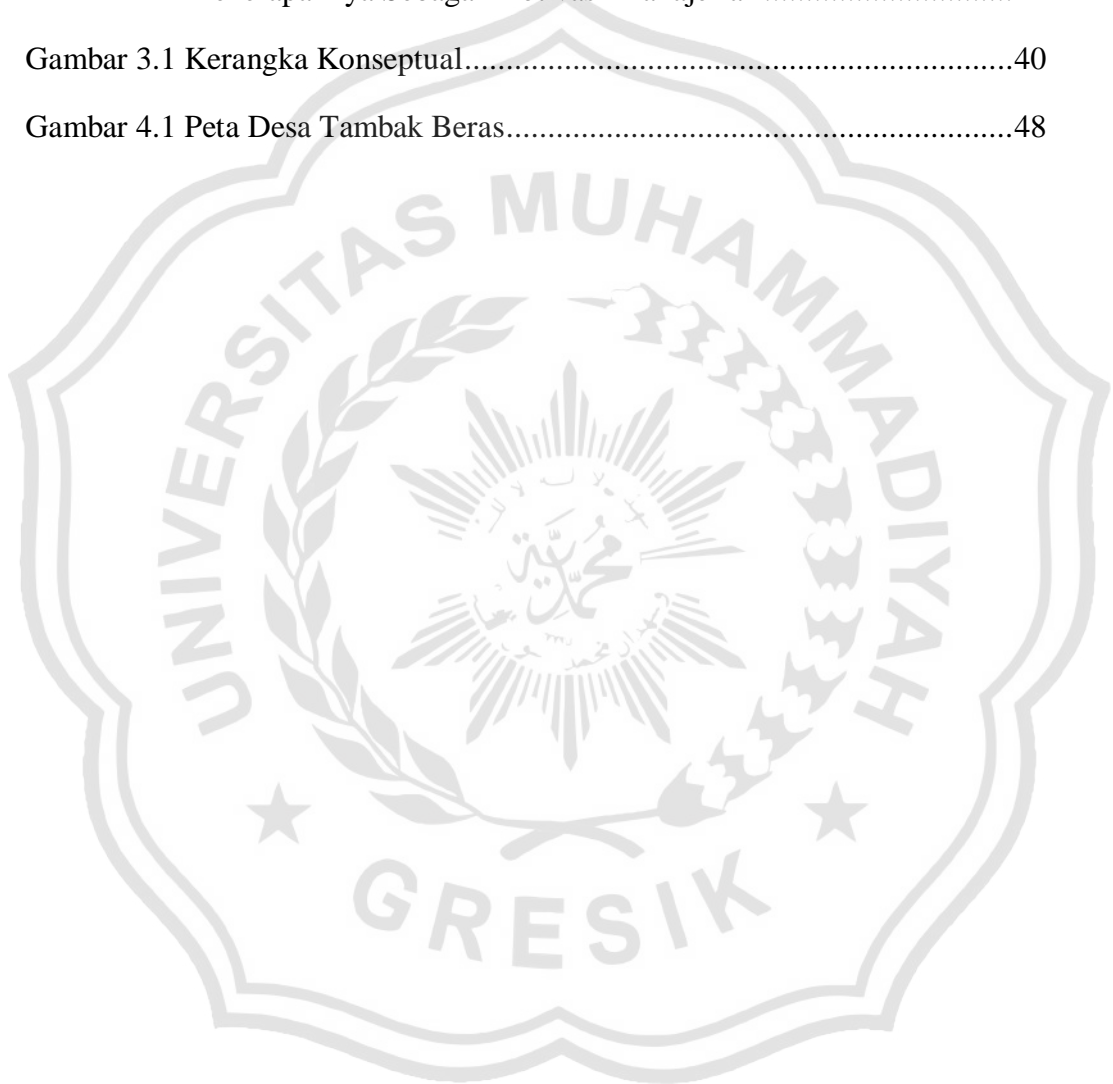 Gambar 3.1 Kerangka Konseptual..................................................................40
Gambar 4.1 Peta Desa Tambak Beras.............................................................48
UNIVERSITAS MUHAMMADIYAH
GRESIK